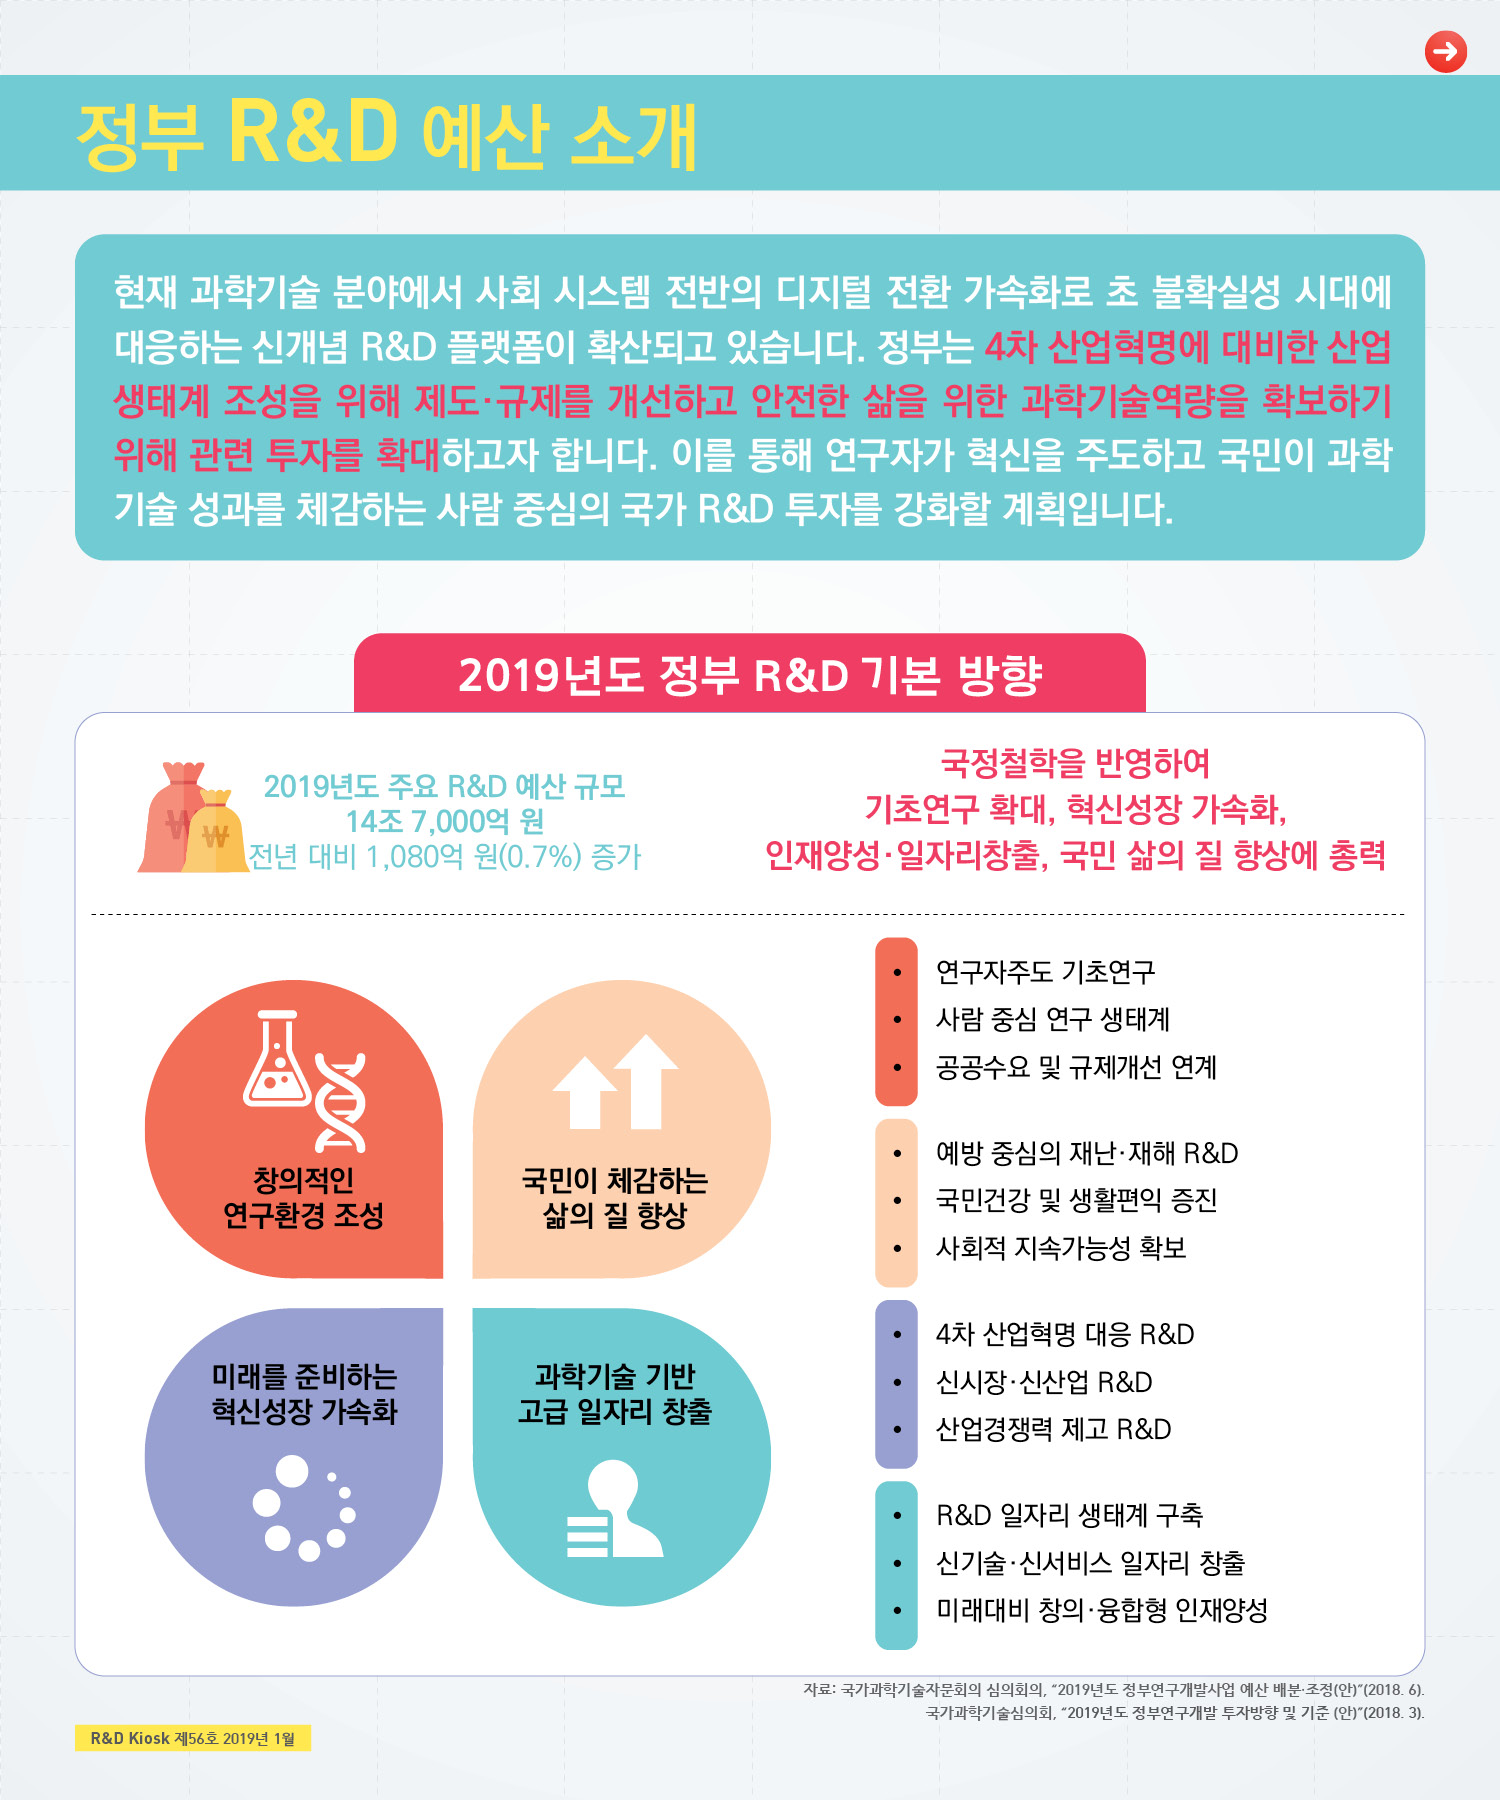 정부 R&D 예산 소개
현재 과학기술 분야에서 사회 시스템 전반의 디지털 전환 가속화로 초 불확실성 시대에
대응하는 신개념 R&D 플랫폼이 확산되고 있습니다. 정부는 4차 산업혁명에 대비한 산업
생태계 조성을 위해 제도·규제를 개선하고 안전한 삶을 위한 과학기술역량을 확보하기
위해 관련 투자를 확대하고자 합니다. 이를 통해 연구자가 혁신을 주도하고 국민이 과학
기술 성과를 체감하는 사람 중심의 국가 R&D 투자를 강화할 계획입니다.
2019년도 정부 R&D 기본 방향
2019년도 주요 R&D 예산 규모
14조 7,000억 원
전년 대비 1,080억 원(0.7%) 증가
국정철학을 반영하여
기초연구 확대, 혁신성장 가속화,
인재양성·일자리창출, 국민 삶의 질 향상에 총력
창의적인
연구환경 조성
국민이 체감하는
삶의 질 향상
미래를 준비하는
혁신성장 가속화
과학기술 기반
고급 일자리 창출
• 연구자주도 기초연구
• 사람 중심 연구 생태계
• 공공수요 및 규제개선 연계
• 예방 중심의 재난·재해 R&D
• 국민건강 및 생활편익 증진
• 사회적 지속가능성 확보
• 4차 산업혁명 대응 R&D
• 신시장·신산업 R&D
• 산업경쟁력 제고 R&D
• R&D 일자리 생태계 구축
• 신기술·신서비스 일자리 창출
• 미래대비 창의·융합형 인재양성
자료: 국가과학기술자문회의 심의회의, “2019년도 정부연구개발사업 예산 배분·조정(안)”(2018. 6).
국가과학기술심의회, “2019년도 정부연구개발 투자방향 및 기준 (안)”(2018. 3).
R&D Kiosk 제56호 2019년 1월